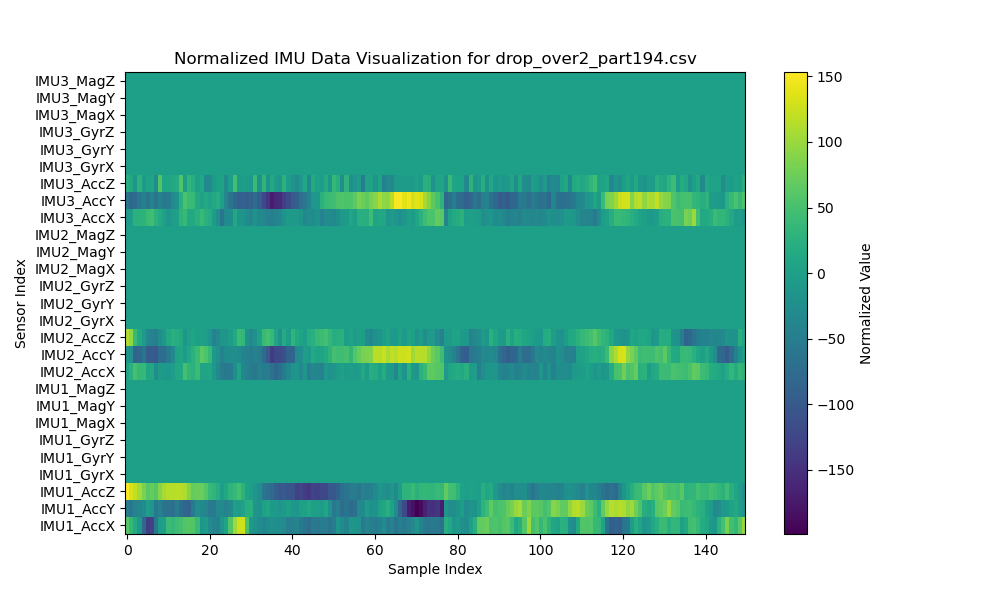 Normalized IMU Data Visualization for drop_over2_part194.csv
IMU3_MagZ
IMU3_MagY
IMU3_MagX
IMU3_GyrZ
IMU3_GyrY
IMU3_GyrX
IMU3_AccZ
IMU3_AccY
IMU3_AccX
IMU2_MagZ
IMU2_MagY
IMU2_MagX
IMU2_GyrZ
IMU2_GyrY
IMU2_GyrX
IMU2_AccZ
IMU2_AccY
IMU2_AccX
IMU1_MagZ
IMU1_MagY
IMU1_MagX
IMU1_GyrZ
IMU1_GyrY
IMU1_GyrX
IMU1_AccZ
IMU1_AccY
IMU1_AccX
Sensor Index
0 20 40 60 80 100 120 140
Sample Index
150
100
50
0
−50
−100
−150
Normalized Value